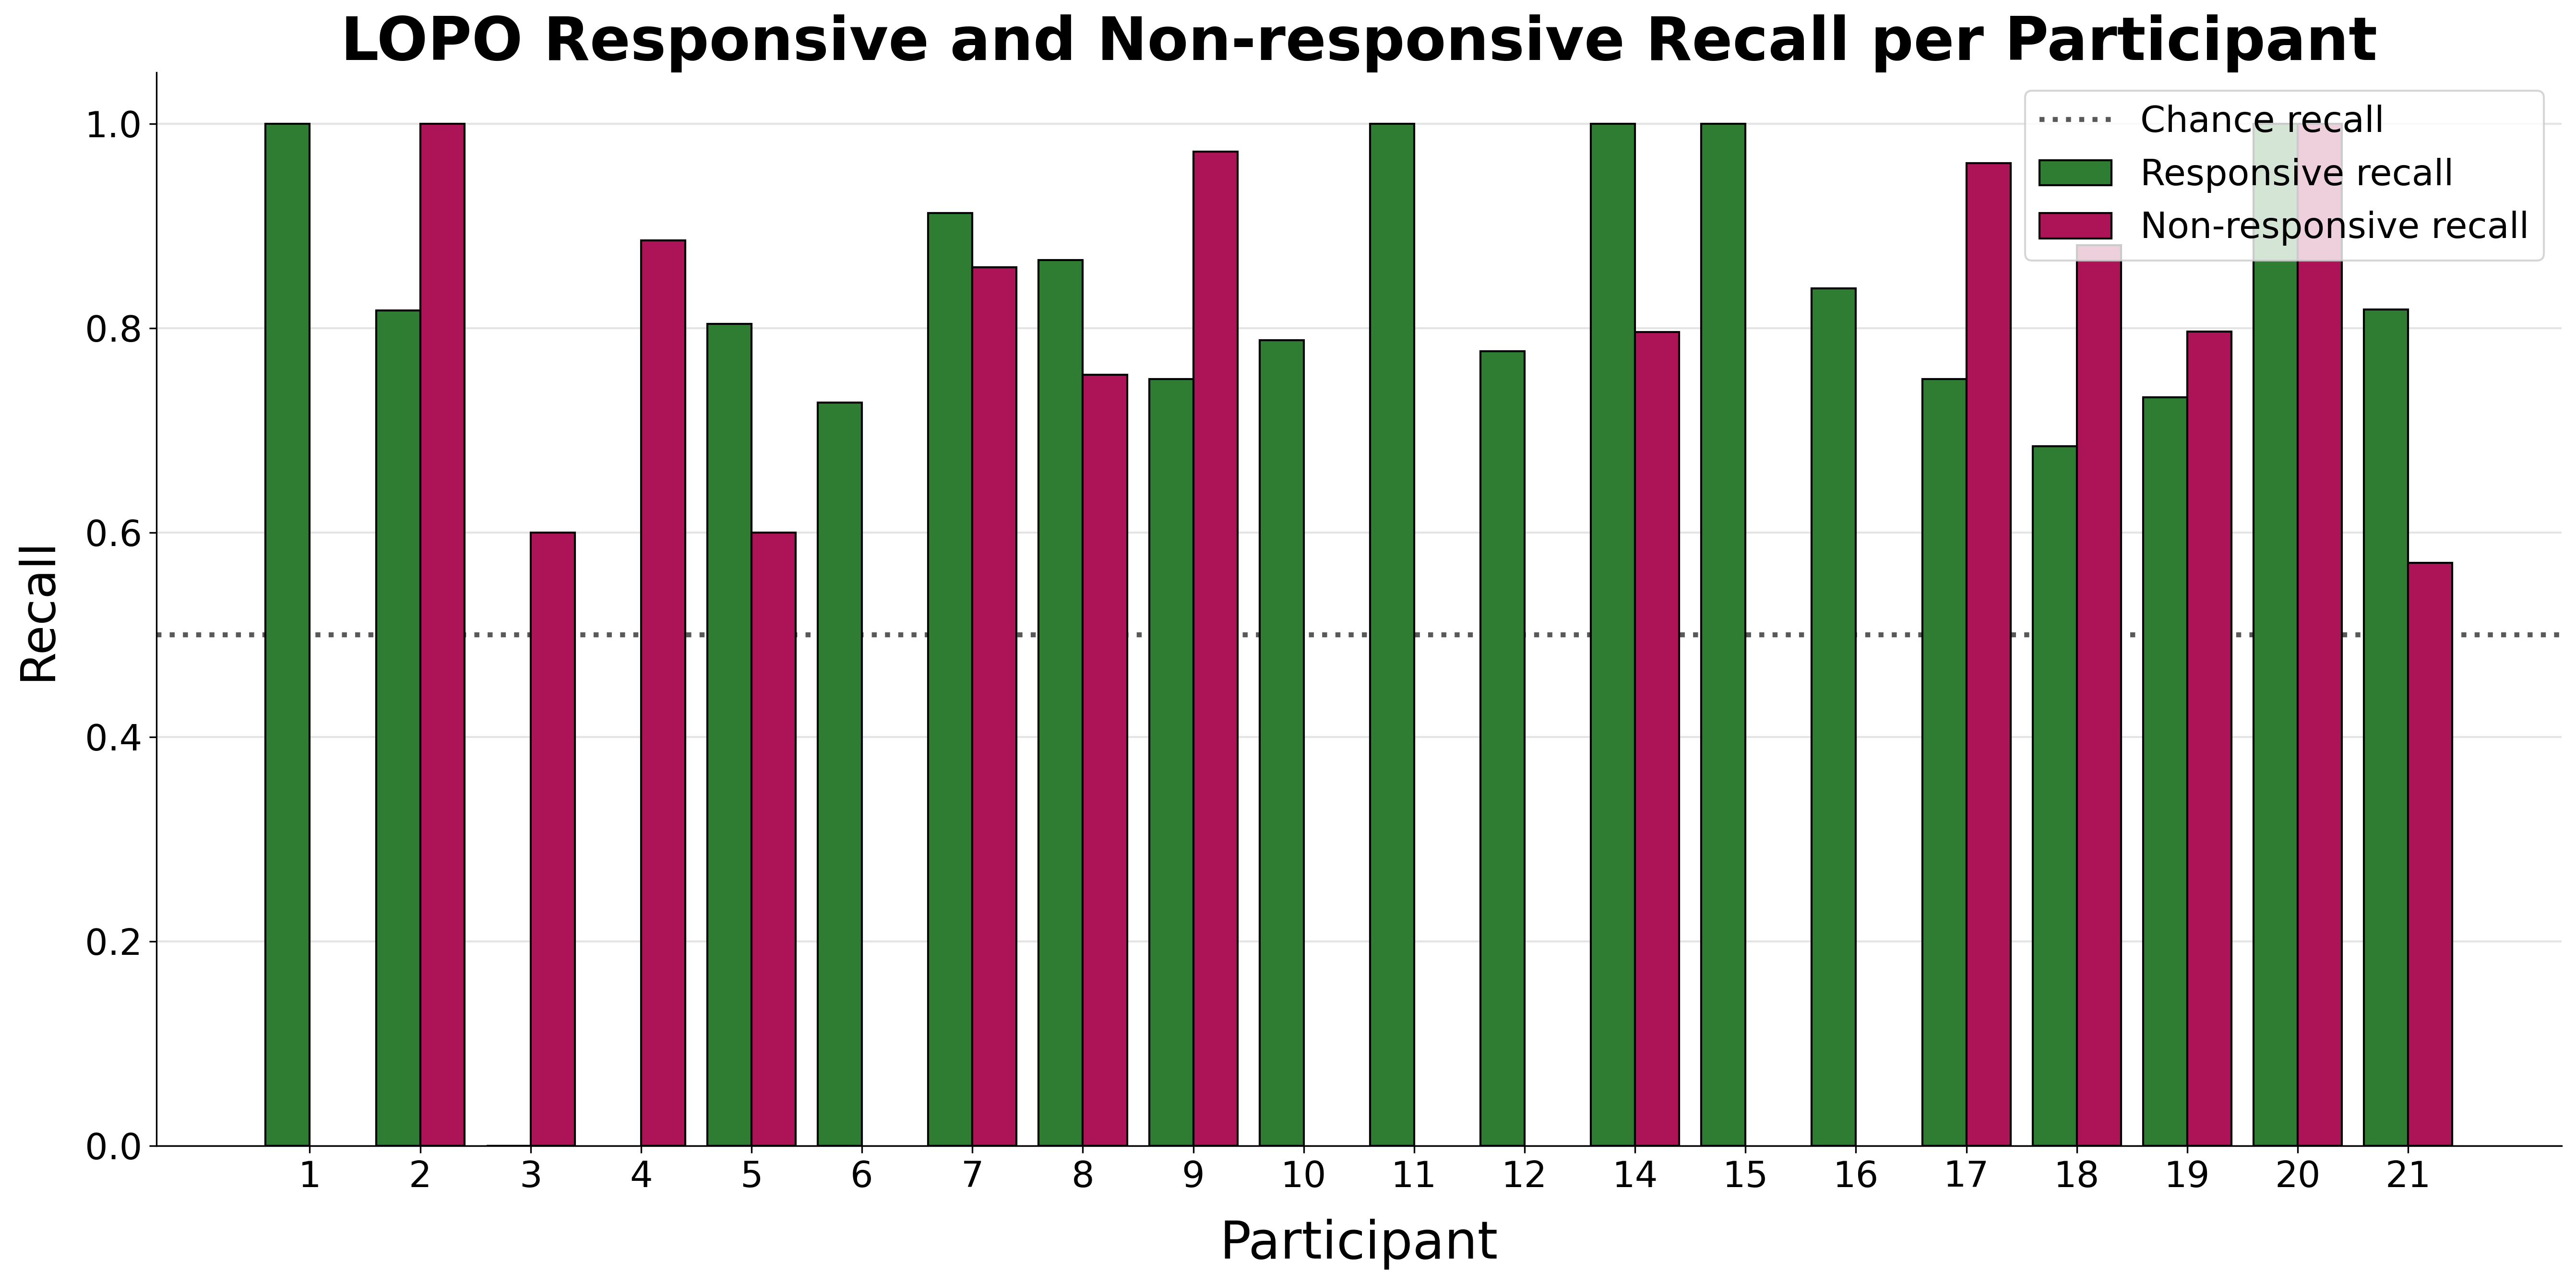 LOPO Responsive and Non-responsive Recall per Participant
Chance recall
Responsive recall
Non-responsive recall
Recall
1.0
0.8
0.6
0.4
0.2
0.0
1 2 3 4 5 6 7 8 9 10 11 12 14 15 16 17 18 19 20 21
Participant